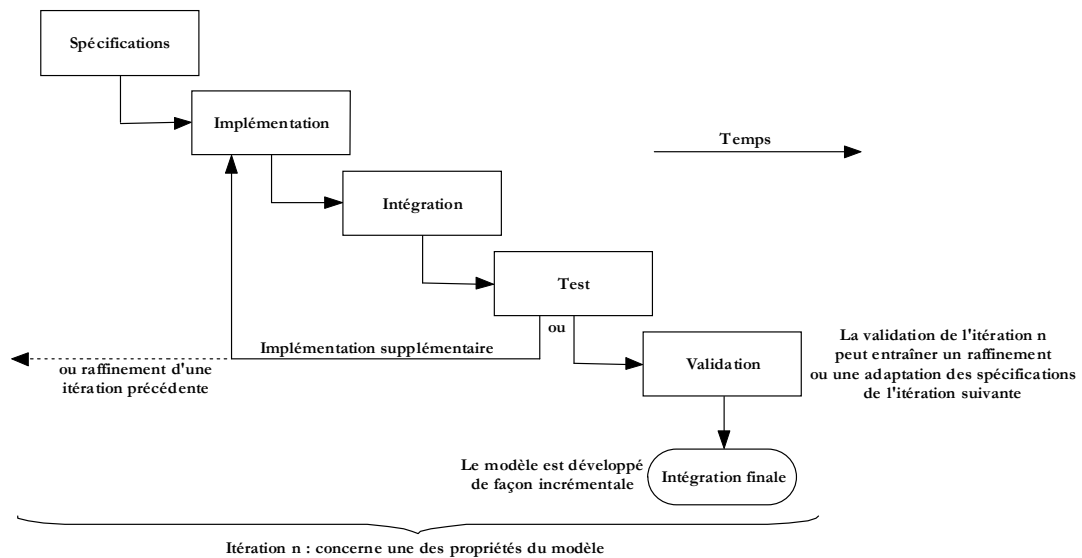 Spécifications
Implémentation
Temps
Intégration
Test
ou
Implémentation supplémentaire
ou raffinement d'une
itération précédente
Validation
La validation de l'itération n
peut entraîner un raffinement
ou une adaptation des spécifications
de l'itération suivante
Le modèle est développé
de façon incrémentale
Intégration finale
Itération n : concerne une des propriétés du modèle